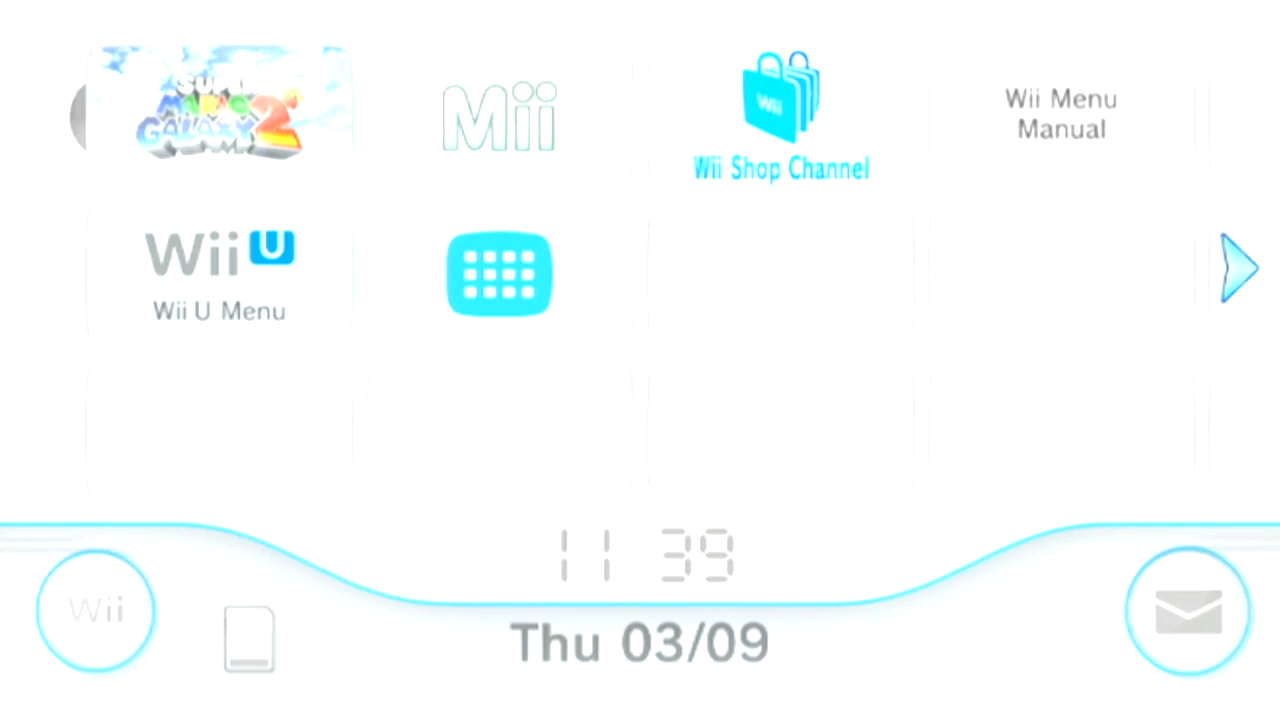 SUPER
MARIO
GALAXY 2
Mii
Wii
Wii Shop Channel
Wii Menu
Manual
Wii U
Wii U Menu
11 39
Wii
Thu 03/09